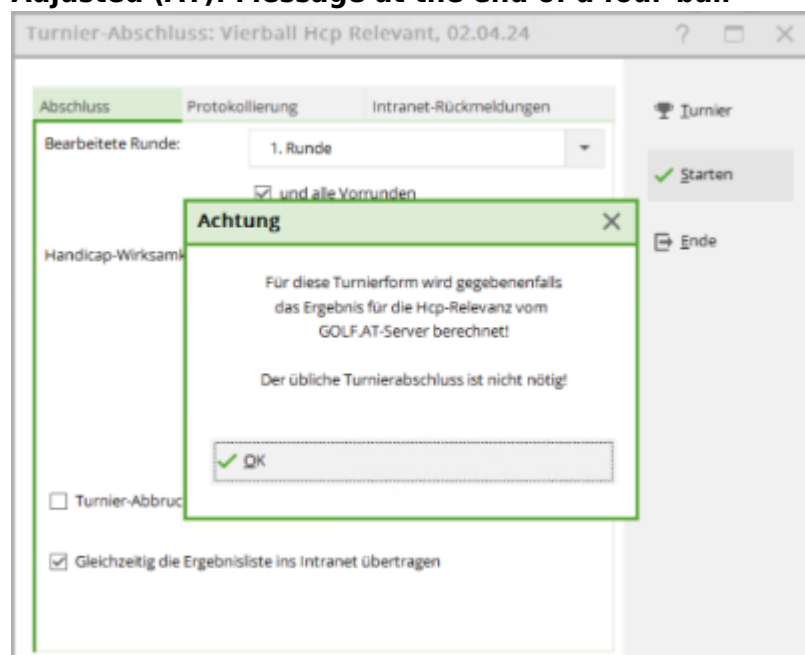 Adjusted (AT): Message at the end of a four-ball
Turnier-Abschluss: Vierball Hcp Relevant, 02.04.24
Abschluss Protokollierung Intranet-Rückmeldungen
Turnier
Bearbeitete Runde: 1. Runde
Starten
und alle Vorrunden
Achtung
Ende
Handicap-Wirksamk
Für diese Turnierform wird gegebenenfalls
das Ergebnis für die Hcp-Relevanz vom
GOLF.AT-Server berechnet!
Der übliche Turnierabschluss ist nicht nötig!
OK
Turnier-Abbruc
Gleichzeitig die Ergebnisliste ins Intranet übertragen